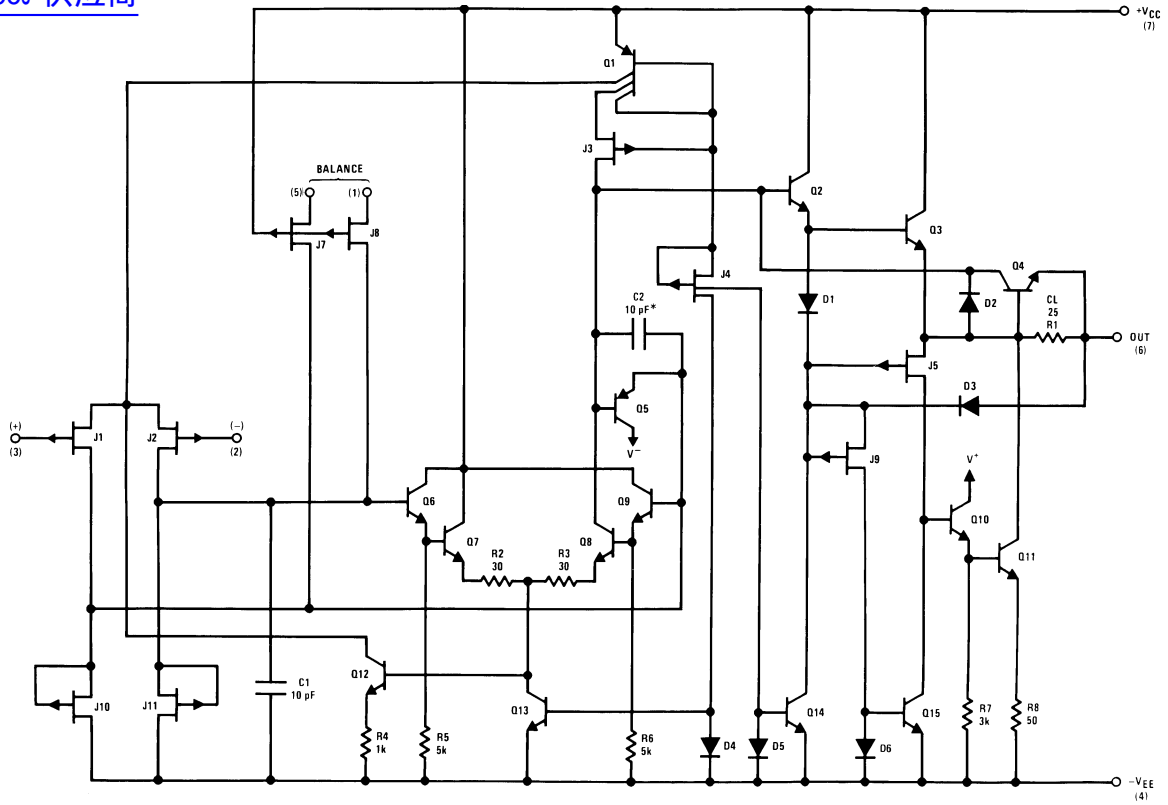 供应商
+VCC
(7)
Q1
J3
BALANCE
(5)
(1)
J7
J8
Q2
Q3
J4
Q4
C2
10 pF*
D1
D2
CL
25
R1
OUT
(6)
J5
Q5
V−
D3
(+)
(3)
J1
J2
(−)
(2)
J9
V+
Q6
Q9
Q7
Q8
Q10
R2
30
R3
30
Q11
Q12
C1
10 pF
J10
J11
Q13
Q14
Q15
R4
1k
R5
5k
R6
5k
D4
D5
D6
R7
3k
R8
50
−VEE
(4)